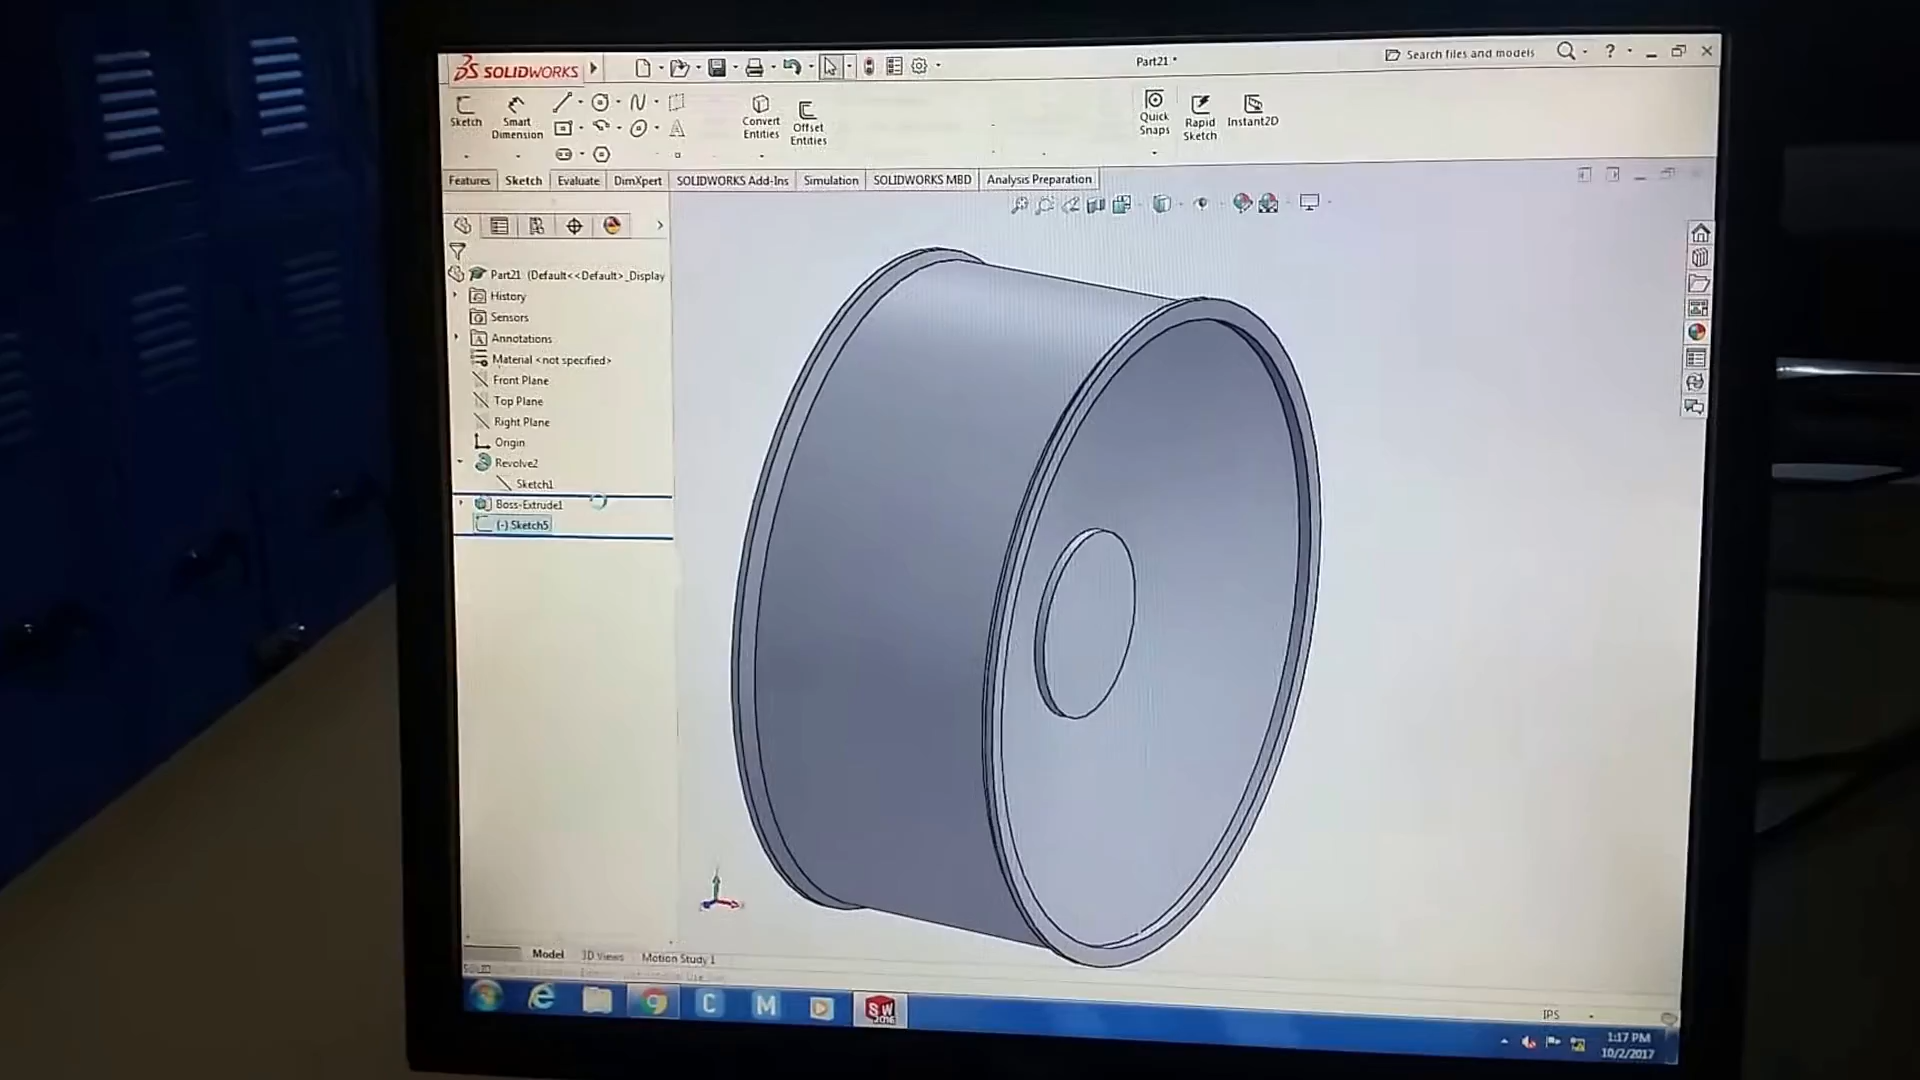 SOLIDWORKS
Part21 *
Search files and models
?
Sketch
Smart Dimension
Convert Entities
Offset Entities
Quick Snaps
Rapid Sketch
Instant2D
Features
Sketch
Evaluate
DimXpert
SOLIDWORKS Add-Ins
Simulation
SOLIDWORKS MBD
Analysis Preparation
Part21 (Default<<Default>_Display
History
Sensors
Annotations
Material <not specified>
Front Plane
Top Plane
Right Plane
Origin
Revolve2
Sketch1
Boss-Extrude1
(-) Sketch5
Model
3D Views
Motion Study 1
IPS
C
M
SW
2016
1:17 PM
10/2/2017